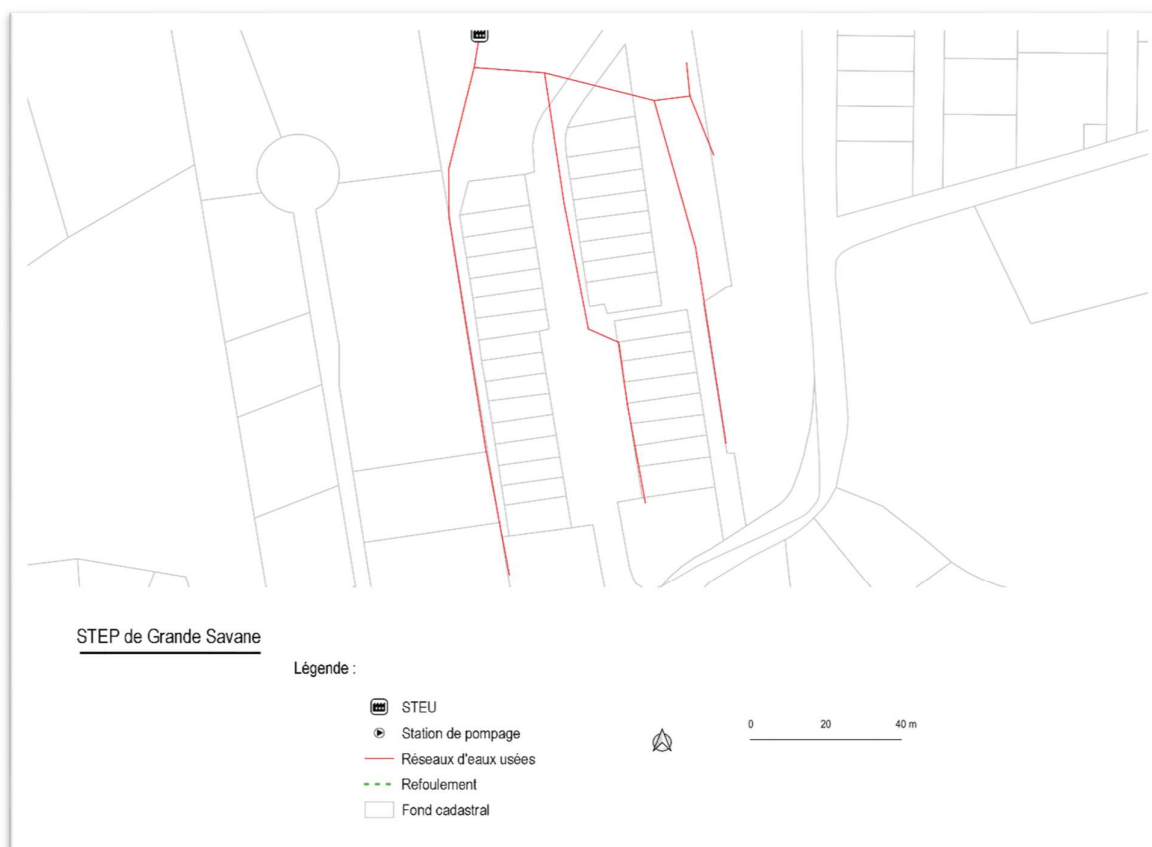 STEP de Grande Savane
Légende :
STEU
Station de pompage
Réseaux d'eaux usées
Refoulement
Fond cadastral
0 20 40 m